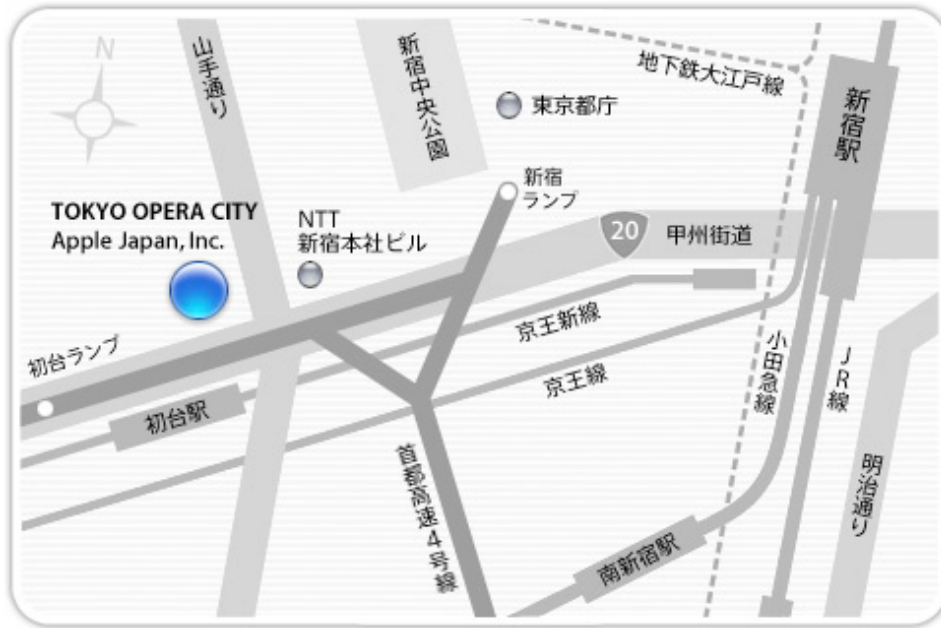 N
山手通り
新宿中央公園
地下鉄大江戸線
東京都庁
新宿駅
新宿
ランプ
TOKYO OPERA CITY
Apple Japan, Inc.
NTT
新宿本社ビル
20
甲州街道
初台ランプ
京王新線
京王線
小田急線
JR線
初台駅
首都高速4号線
明治通り
南新宿駅